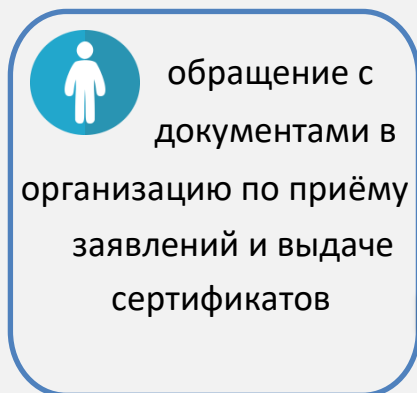 обращение с
документами в
организацию по приёму
заявлений и выдаче
сертификатов